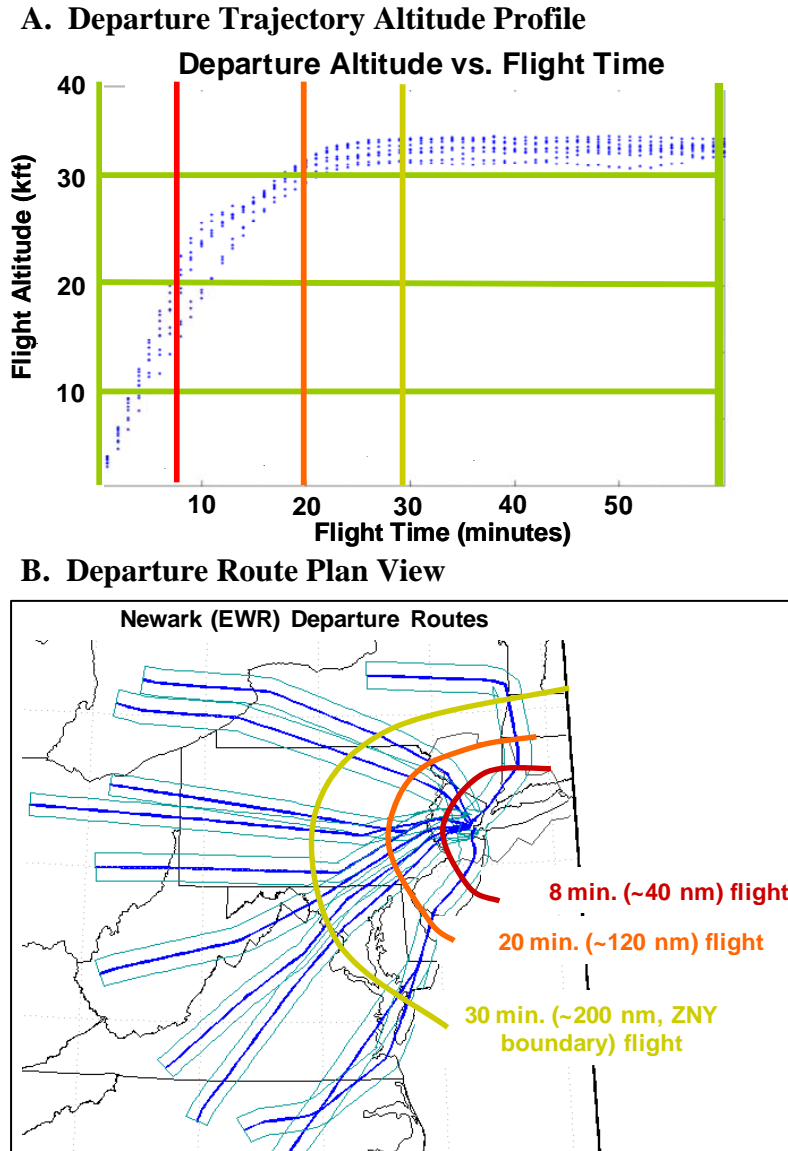 A. Departure Trajectory Altitude Profile
Departure Altitude vs. Flight Time
Flight Altitude (kft)
40
30
20
10
10
20
30
40
50
Flight Time (minutes)
B. Departure Route Plan View
Newark (EWR) Departure Routes
8 min. (~40 nm) flight
20 min. (~120 nm) flight
30 min. (~200 nm, ZNY
boundary) flight